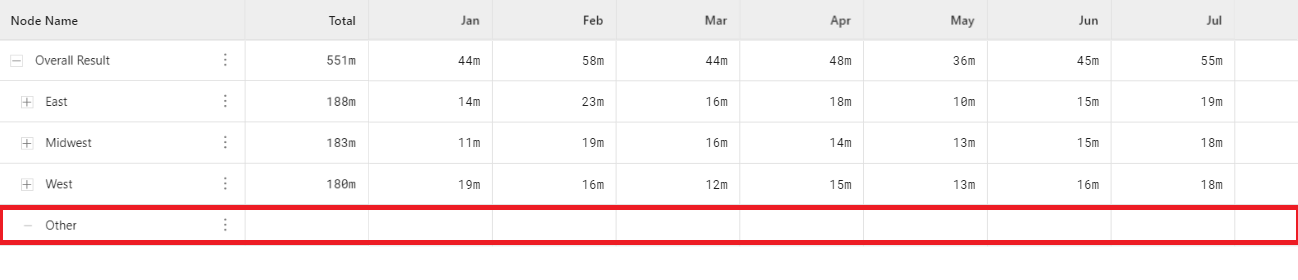 Node Name Total Jan Feb Mar Apr May Jun Jul
Overall Result 551m 44m 58m 44m 48m 36m 45m 55m
East 188m 14m 23m 16m 18m 10m 15m 19m
Midwest 183m 11m 19m 16m 14m 13m 15m 18m
West 180m 19m 16m 12m 15m 13m 16m 18m
Other